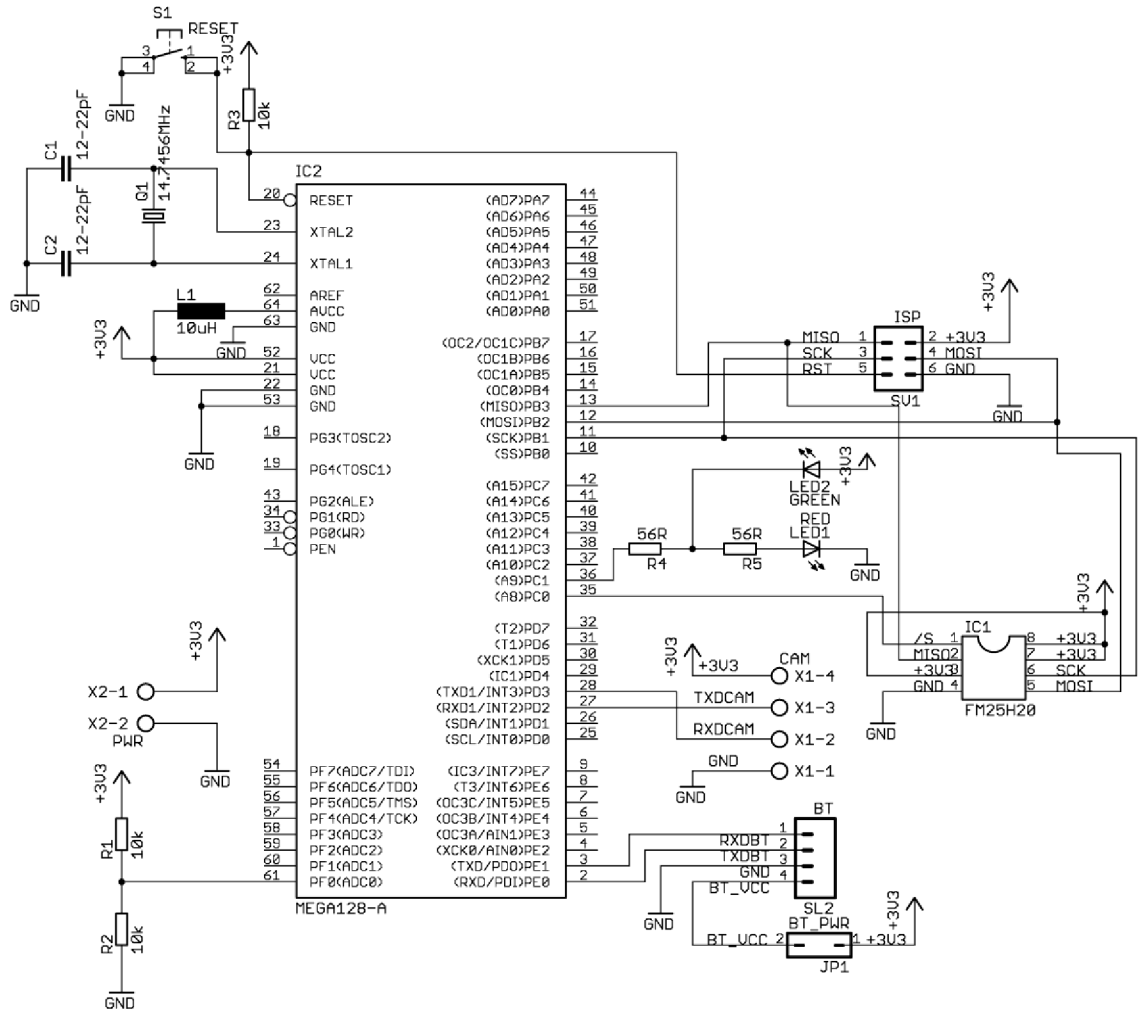 S1
RESET
3
4
1
2
+3V3
GND
R3
10k
C1
12-22pF
Q1
14.7456MHz
C2
12-22pF
GND
IC2
20 RESET
23 XTAL2
24 XTAL1
62 AREF
64 AVCC
63 GND
L1
10uH
GND
+3V3
52 VCC
21 VCC
22 GND
53 GND
GND
18 PG3(TOSC2)
19 PG4(TOSC1)
43 PG2(ALE)
34 PG1(RD)
33 PG0(WR)
1 PEN
54 PF7(ADC7/TDI)
55 PF6(ADC6/TDO)
56 PF5(ADC5/TMS)
57 PF4(ADC4/TCK)
58 PF3(ADC3)
59 PF2(ADC2)
60 PF1(ADC1)
61 PF0(ADC0)
MEGA128-A
(AD7)PA7 44
(AD6)PA6 45
(AD5)PA5 46
(AD4)PA4 47
(AD3)PA3 48
(AD2)PA2 49
(AD1)PA1 50
(AD0)PA0 51
(OC2/OC1C)PB7 17
(OC1B)PB6 16
(OC1A)PB5 15
(OC0)PB4 14
(MISO)PB3 13
(MOSI)PB2 12
(SCK)PB1 11
(SS)PB0 10
(A15)PC7 42
(A14)PC6 41
(A13)PC5 40
(A12)PC4 39
(A11)PC3 38
(A10)PC2 37
(A9)PC1 36
(A8)PC0 35
(T2)PD7 32
(T1)PD6 31
(XCK1)PD5 30
(IC1)PD4 29
(TXD1/INT3)PD3 28
(RXD1/INT2)PD2 27
(SDA/INT1)PD1 26
(SCL/INT0)PD0 25
(IC3/INT7)PE7 9
(T3/INT6)PE6 8
(OC3C/INT5)PE5 7
(OC3B/INT4)PE4 6
(OC3A/AIN1)PE3 5
(XCK0/AIN0)PE2 4
(TXD/PDO)PE1 3
(RXD/PDI)PE0 2
+3V3
ISP
MISO 1 2 +3V3
SCK 3 4 MOSI
RST 5 6 GND
SV1
GND
+3V3
LED2
GREEN
RED
LED1
56R
R4
56R
R5
GND
+3V3
IC1
/S 1 8 +3V3
MISO 2 7 +3V3
+3V3 3 6 SCK
GND 4 5 MOSI
FM25H20
GND
+3V3
X2-1
X2-2
PWR
GND
+3V3
R1
10k
R2
10k
GND
+3V3
+3V3
CAM
X1-4
TXDCAM
X1-3
RXDCAM
X1-2
GND
X1-1
GND
BT
1
RXDBT 2
TXDBT 3
GND 4
BT_VCC
SL2
GND
BT_PWR
BT_VCC 2 1 +3V3
JP1
+3V3